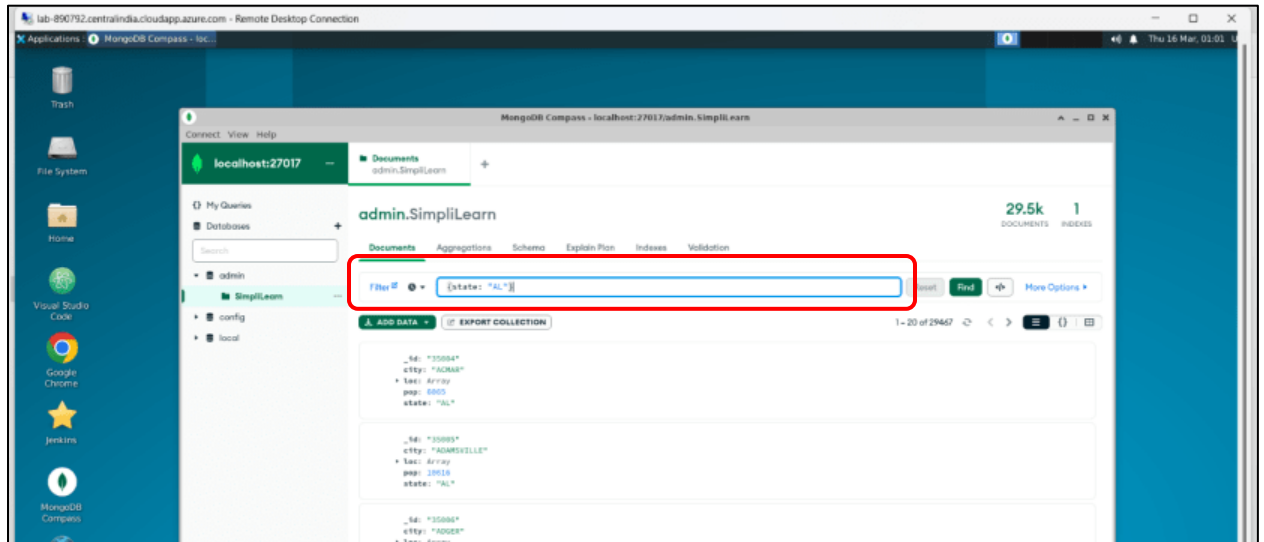 lab-890792.centralindia.cloudapp.azure.com - Remote Desktop Connection
Applications : MongoDB Compass - loc...
Thu 16 Mar, 01:01 U
Trash
File System
Home
Visual Studio
Code
Google
Chrome
Jenkins
MongoDB
Compass
MongoDB Compass - localhost:27017/admin.SimpliLearn
Connect View Help
localhost:27017
...
Documents
admin.SimpliLearn
+
{} My Queries
Databases +
Search
admin
SimpliLearn ...
config
local
admin.SimpliLearn
29.5k 1
DOCUMENTS INDEXES
Documents Aggregations Schema Explain Plan Indexes Validation
Filter {state: "AL"} Reset Find </> More Options
ADD DATA EXPORT COLLECTION 1 – 20 of 29467 {}
_id: "35004"
city: "ACMAR"
loc: Array
pop: 6055
state: "AL"
_id: "35005"
city: "ADAMSVILLE"
loc: Array
pop: 10616
state: "AL"
_id: "35006"
city: "ADGER"
loc: Array